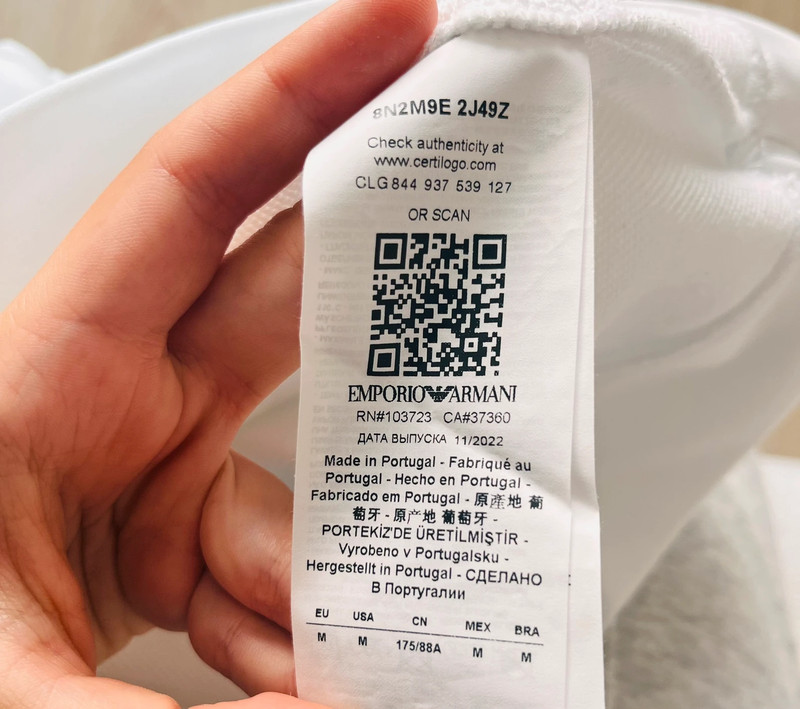 8N2M9E 2J49Z
Check authenticity at
www.certilogo.com
CLG 844 937 539 127
OR SCAN
EMPORIO ARMANI
RN#103723 CA#37360
ДАТА ВЫПУСКА 11/2022
Made in Portugal - Fabriqué au
Portugal - Hecho en Portugal -
Fabricado em Portugal - 原產地 葡
萄牙 - 原产地 葡萄牙 -
PORTEKİZ'DE ÜRETİLMİŞTİR -
Vyrobeno v Portugalsku -
Hergestellt in Portugal - СДЕЛАНО
В Португалии
EU USA CN MEX BRA
M M 175/88A M M